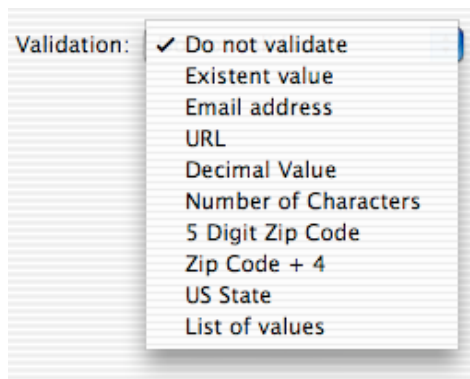 Validation: ✓ Do not validate
Existent value
Email address
URL
Decimal Value
Number of Characters
5 Digit Zip Code
Zip Code + 4
US State
List of values